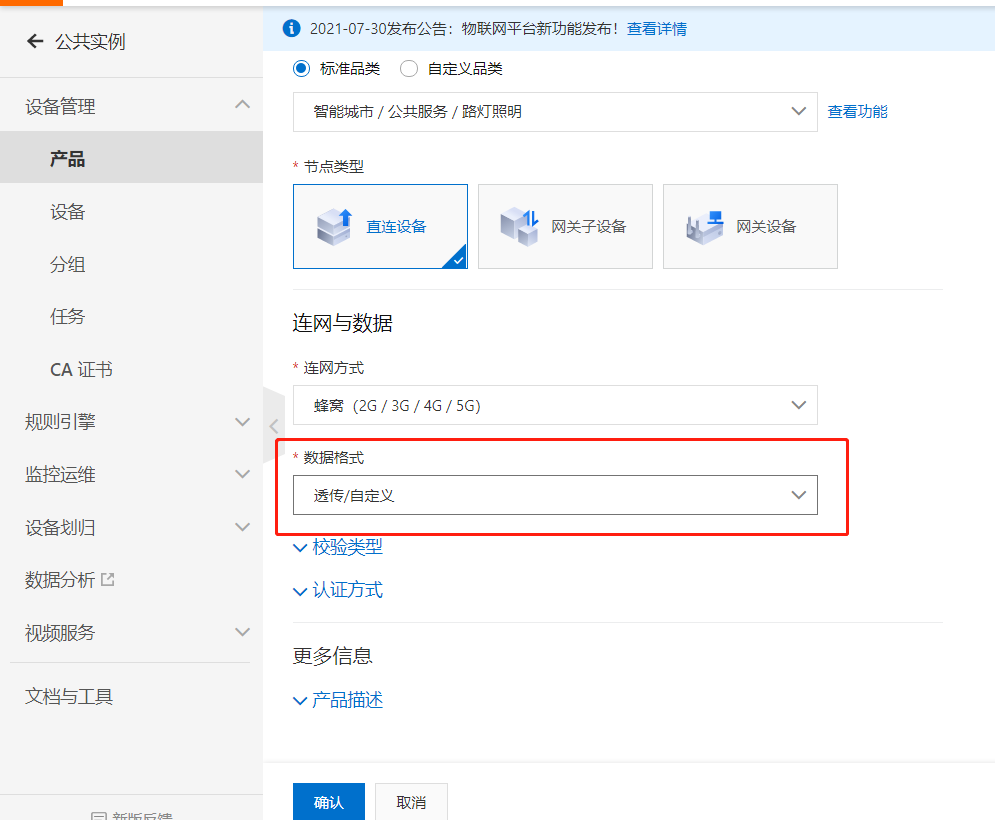 公共实例
设备管理
产品
设备
分组
任务
CA 证书
规则引擎
监控运维
设备划归
数据分析
视频服务
文档与工具
新版反馈
2021-07-30发布公告：物联网平台新功能发布！查看详情
标准品类 自定义品类
智能城市 / 公共服务 / 路灯照明 查看功能
* 节点类型
直连设备 网关子设备 网关设备
连网与数据
* 连网方式
蜂窝（2G / 3G / 4G / 5G）
* 数据格式
透传/自定义
校验类型
认证方式
更多信息
产品描述
确认 取消